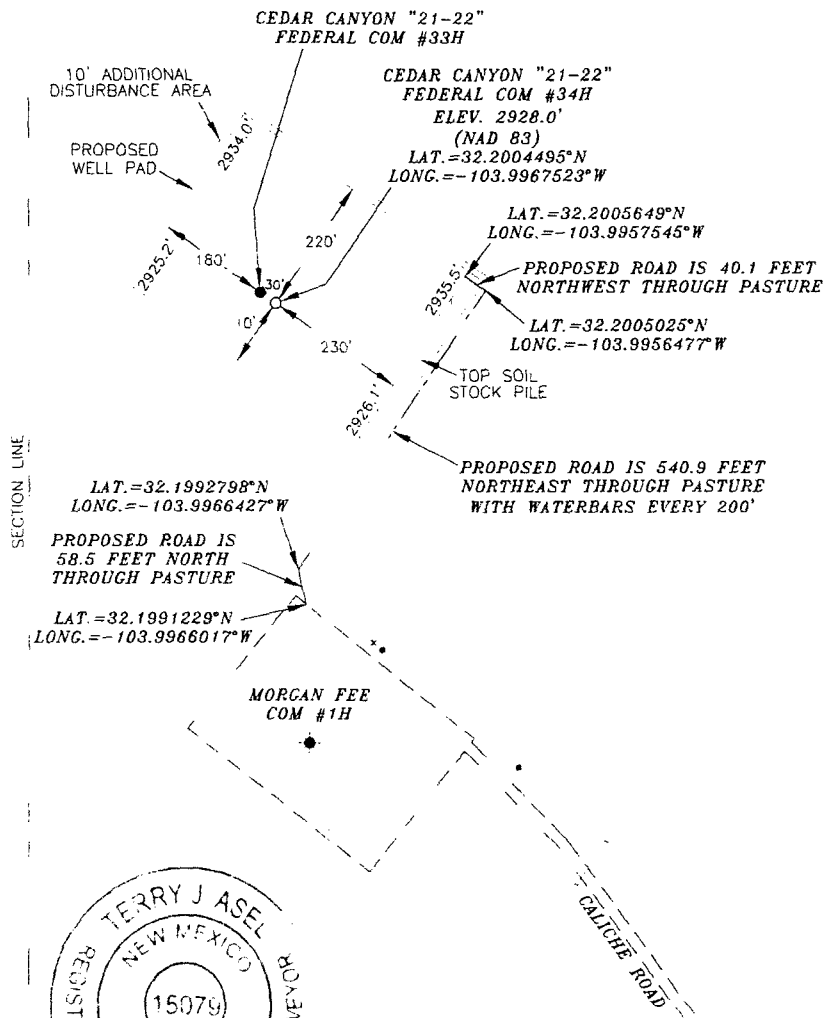 CEDAR CANYON "21-22"
FEDERAL COM #33H
10' ADDITIONAL
DISTURBANCE AREA
CEDAR CANYON "21-22"
FEDERAL COM #34H
ELEV. 2928.0'
(NAD 83)
LAT.=32.2004495°N
LONG.=-103.9967523°W
2934.0'
PROPOSED
WELL PAD
LAT.=32.2005649°N
LONG.=-103.9957545°W
220'
2925.2'
180'
30'
2935.5'
PROPOSED ROAD IS 40.1 FEET
NORTHWEST THROUGH PASTURE
10'
230'
LAT.=32.2005025°N
LONG.=-103.9956477°W
TOP SOIL
STOCK PILE
2926.1'
SECTION LINE
PROPOSED ROAD IS 540.9 FEET
NORTHEAST THROUGH PASTURE
WITH WATERBARS EVERY 200'
LAT.=32.1992798°N
LONG.=-103.9966427°W
PROPOSED ROAD IS
58.5 FEET NORTH
THROUGH PASTURE
LAT.=32.1991229°N
LONG.=-103.9966017°W
x
MORGAN FEE
COM #1H
CALICHE ROAD
TERRY J ASEL
NEW MEXICO
REGIST
VEYOR
15079